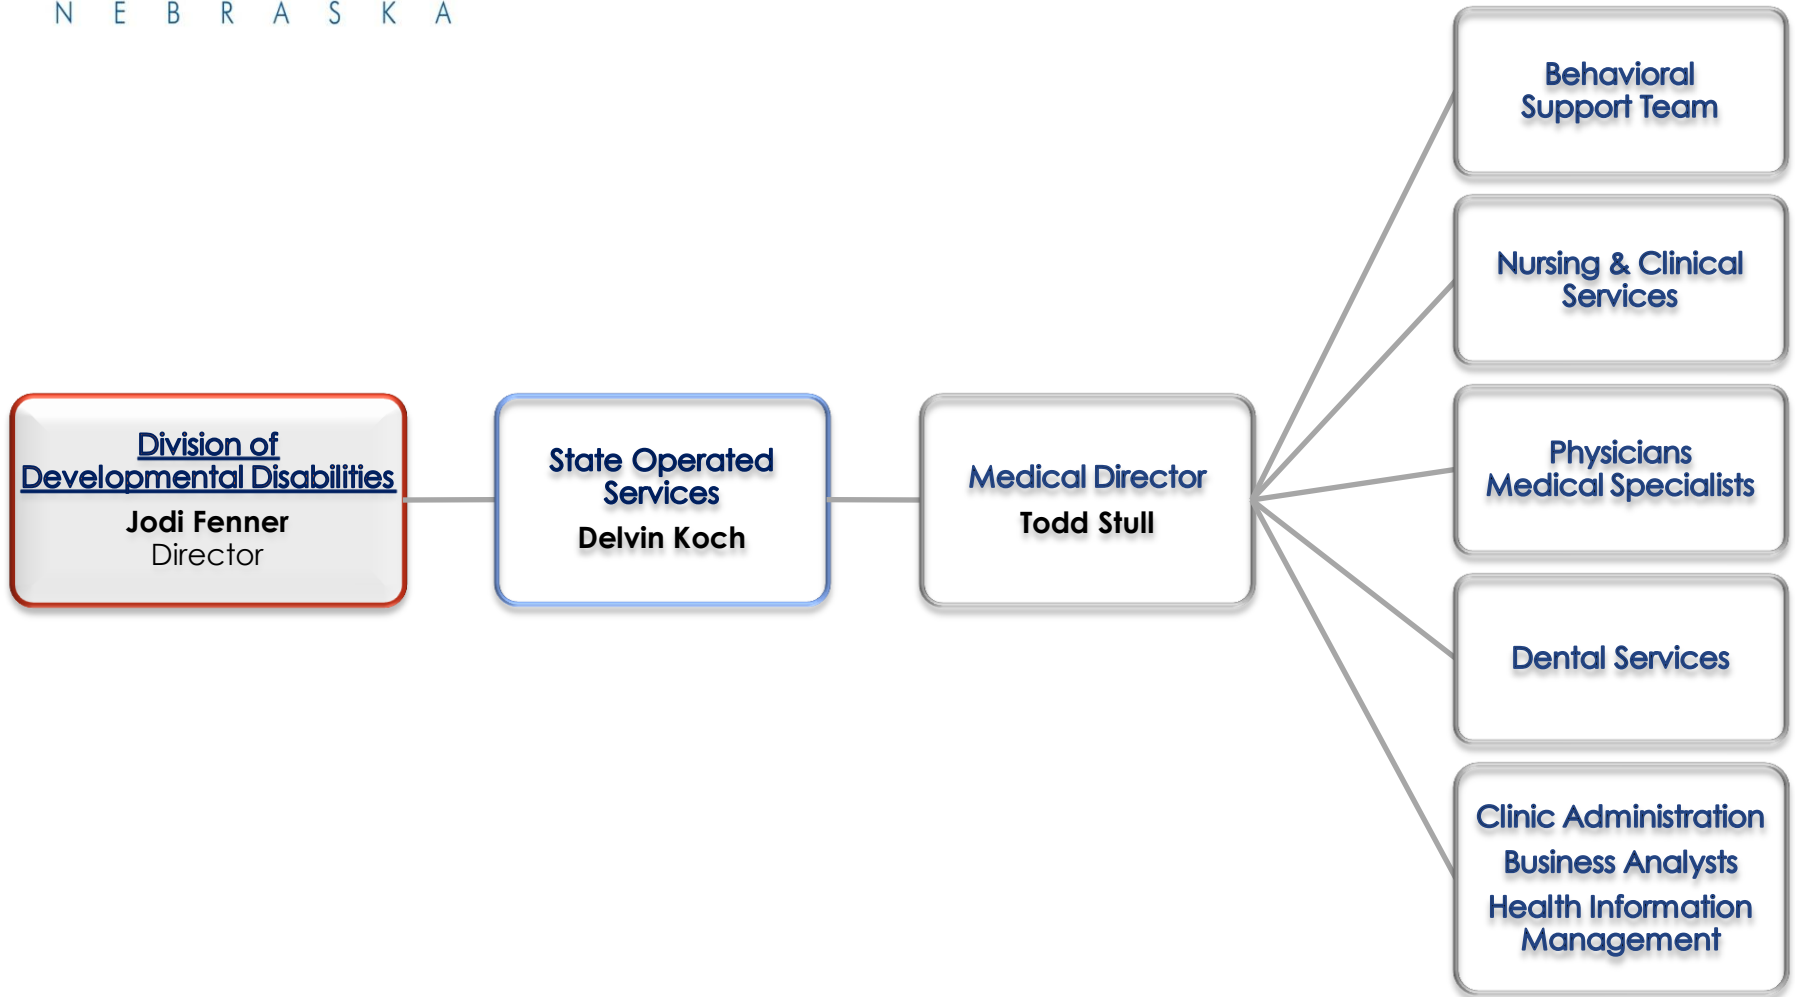 NEBRASKA
Division of
Developmental Disabilities
Jodi Fenner
Director
State Operated
Services
Delvin Koch
Medical Director
Todd Stull
Behavioral
Support Team
Nursing & Clinical
Services
Physicians
Medical Specialists
Dental Services
Clinic Administration
Business Analysts
Health Information
Management